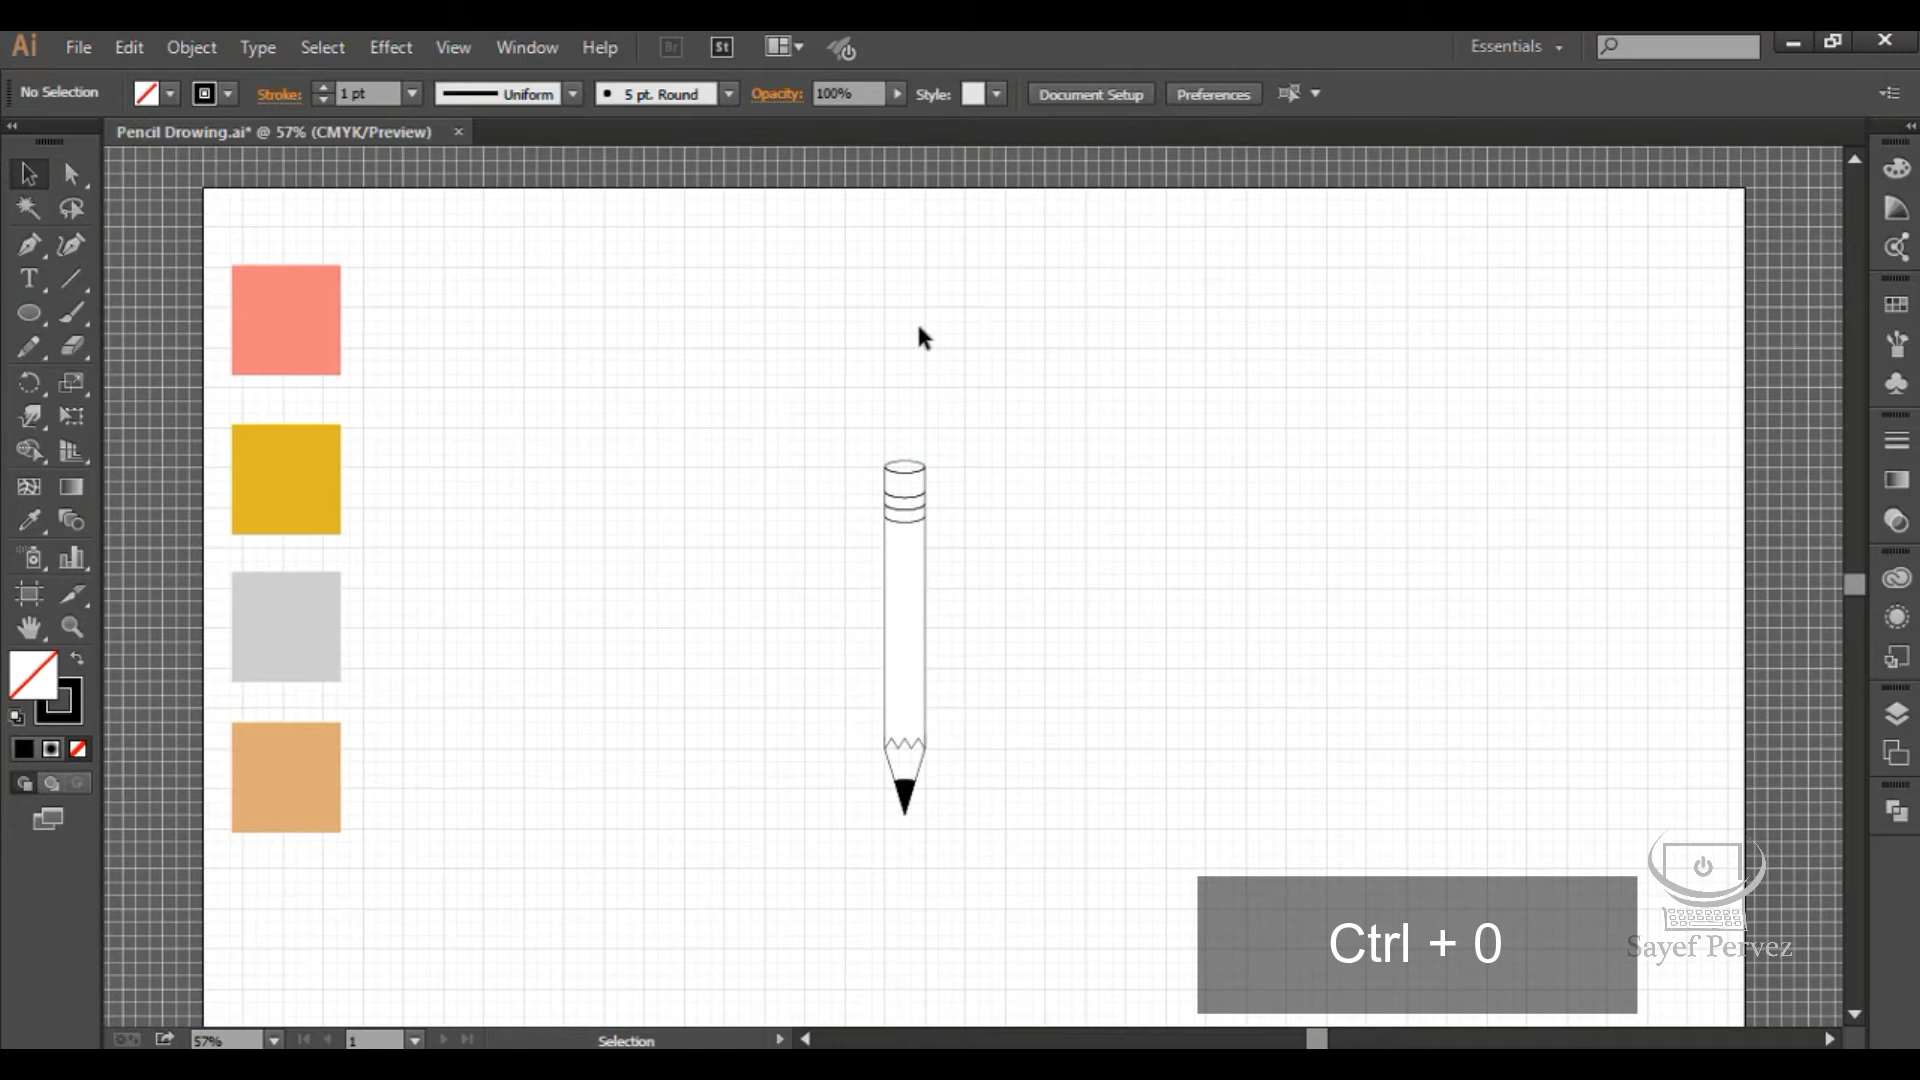 Ai File Edit Object Type Select Effect View Window Help Br St Essentials
No Selection Stroke: 1 pt Uniform 5 pt. Round Opacity: 100% Style: Document Setup Preferences
Pencil Drowing.ai* @ 57% (CMYK/Preview)
T
Ctrl + 0
Sayef Pervez
57% 1 Selection